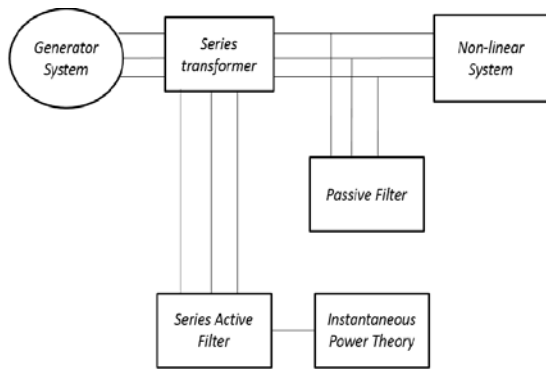 Generator
System
Series
transformer
Non-linear
System
Passive Filter
Series Active
Filter
Instantaneous
Power Theory